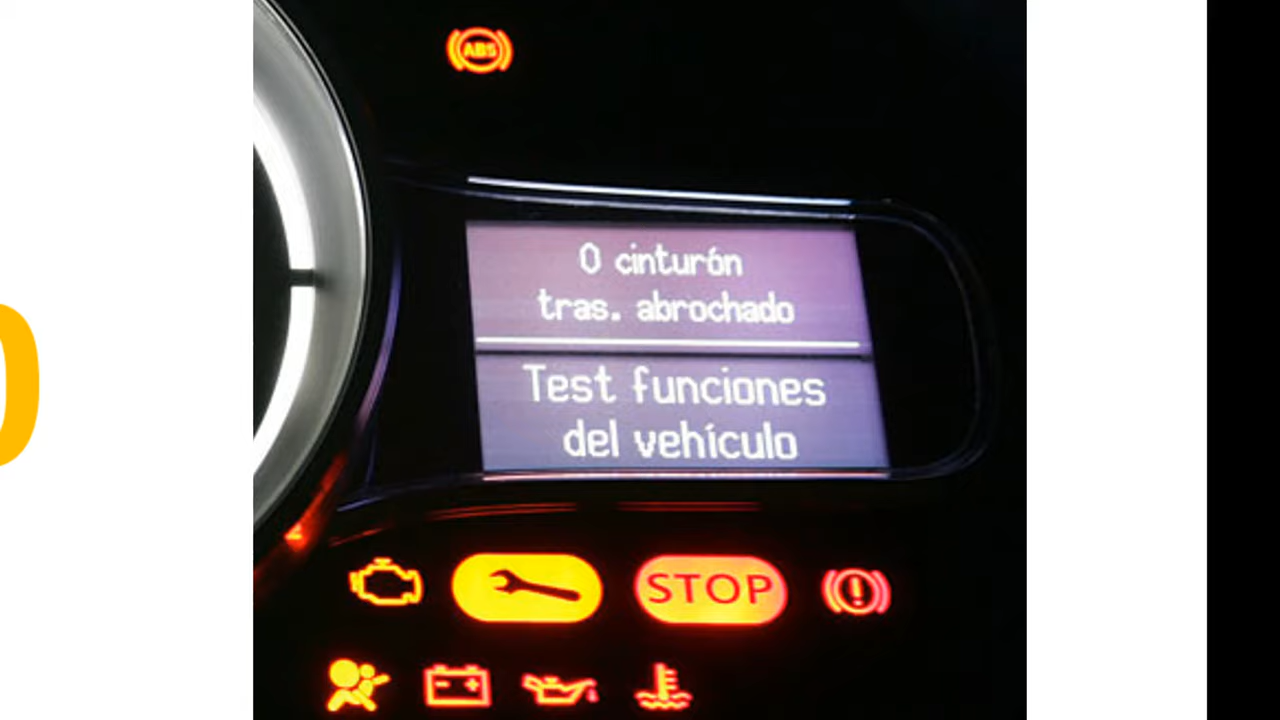 ABS
0 cinturón
tras. abrochado
Test funciones
del vehículo
STOP